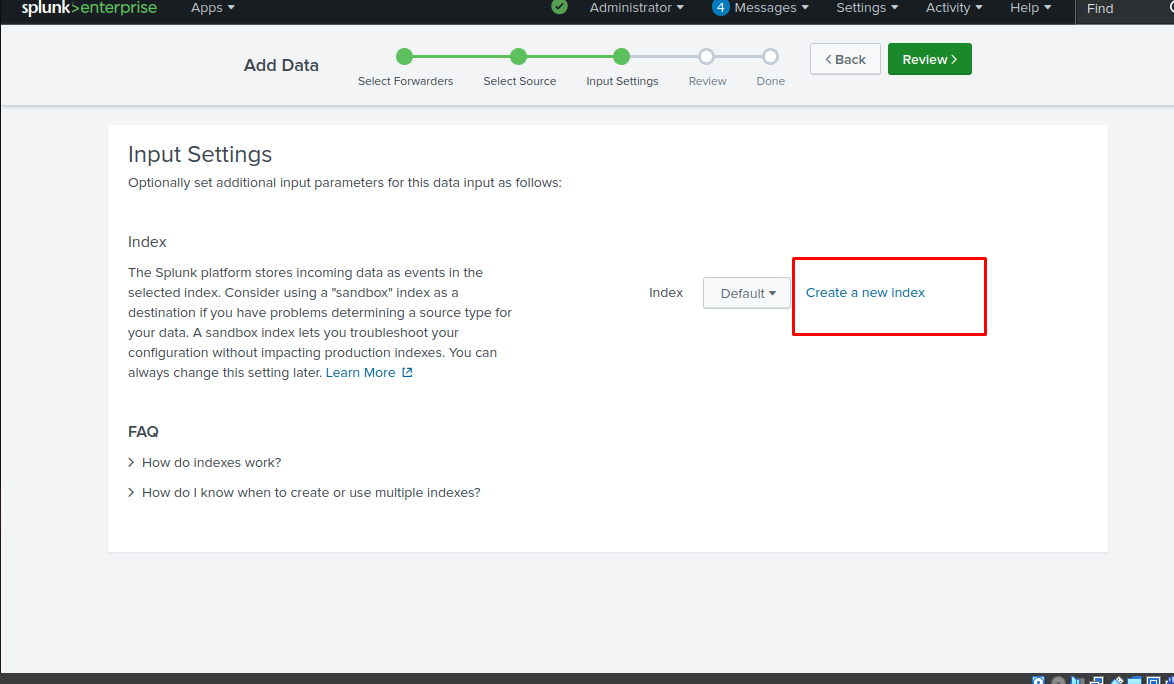 splunk>enterprise Apps Administrator 4 Messages Settings Activity Help Find
Add Data
Select Forwarders Select Source Input Settings Review Done
< Back Review >
Input Settings
Optionally set additional input parameters for this data input as follows:
Index
The Splunk platform stores incoming data as events in the
selected index. Consider using a "sandbox" index as a
destination if you have problems determining a source type for
your data. A sandbox index lets you troubleshoot your
configuration without impacting production indexes. You can
always change this setting later. Learn More
Index Default Create a new index
FAQ
How do indexes work?
How do I know when to create or use multiple indexes?